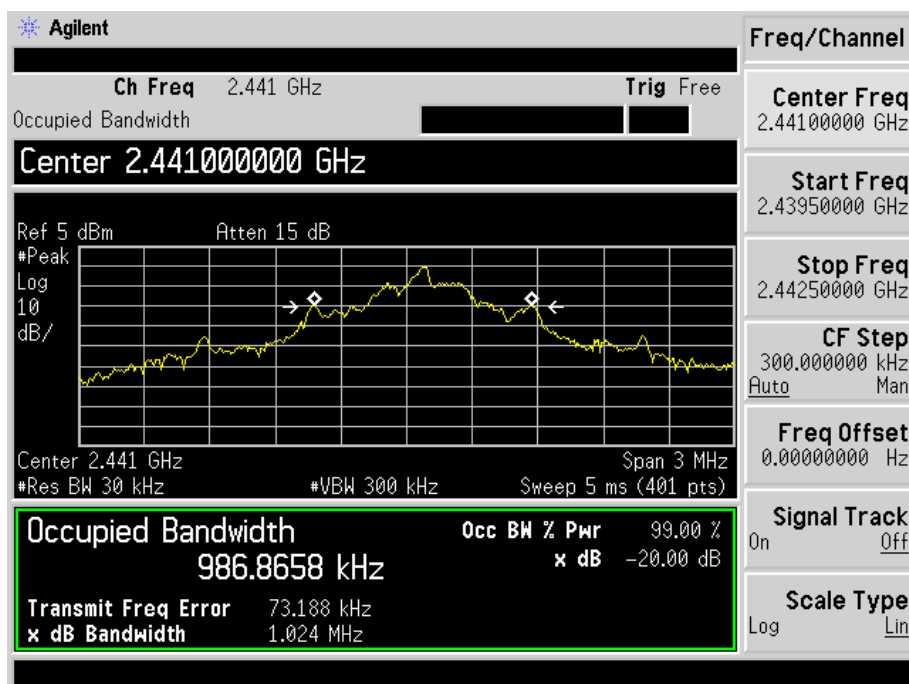 Agilent
Freq/Channel
Ch Freq 2.441 GHz Trig Free
Occupied Bandwidth
Center 2.441000000 GHz
Ref 5 dBm Atten 15 dB
#Peak
Log
10
dB/
Center 2.441 GHz Span 3 MHz
#Res BW 30 kHz #VBW 300 kHz Sweep 5 ms (401 pts)
Occupied Bandwidth Occ BW % Pwr 99.00 %
986.8658 kHz x dB -20.00 dB
Transmit Freq Error 73.188 kHz
x dB Bandwidth 1.024 MHz
Center Freq
2.44100000 GHz
Start Freq
2.43950000 GHz
Stop Freq
2.44250000 GHz
CF Step
300.000000 kHz
Auto Man
Freq Offset
0.00000000 Hz
Signal Track
On Off
Scale Type
Log Lin